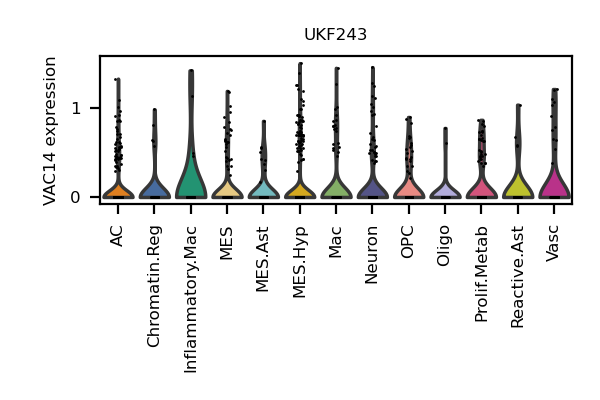 UKF243
VAC14 expression
1
0
AC
Chromatin.Reg
Inflammatory.Mac
MES
MES.Ast
MES.Hyp
Mac
Neuron
OPC
Oligo
Prolif.Metab
Reactive.Ast
Vasc